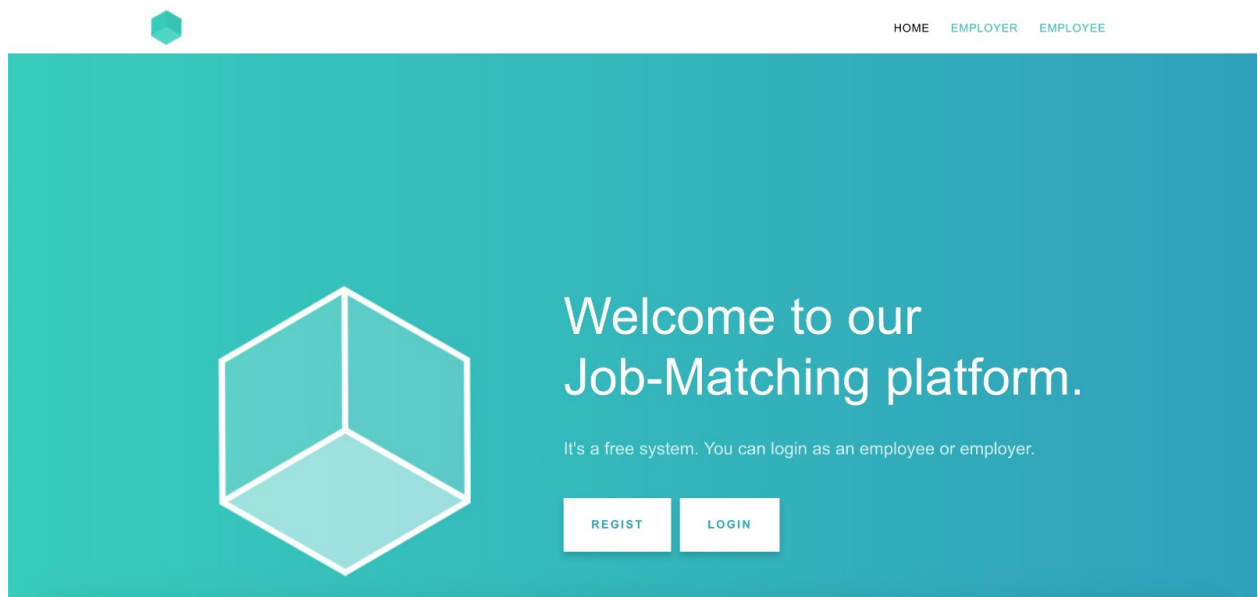 HOME EMPLOYER EMPLOYEE
Welcome to our
Job-Matching platform.
It's a free system. You can login as an employee or employer.
REGIST LOGIN